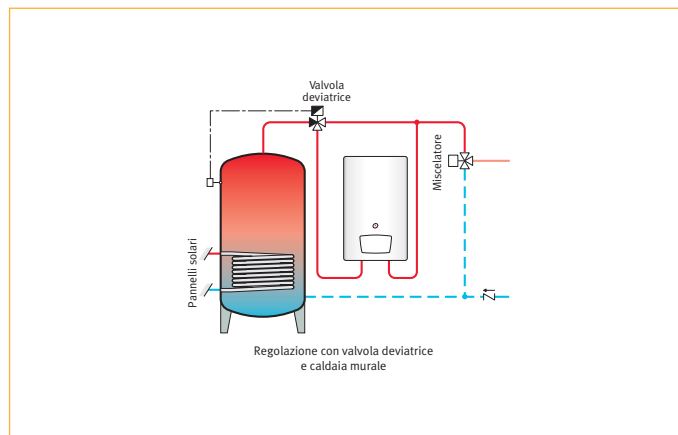 Valvola
deviatrice
Miscelatore
Pannelli solari
Regolazione con valvola deviatrice
e caldaia murale